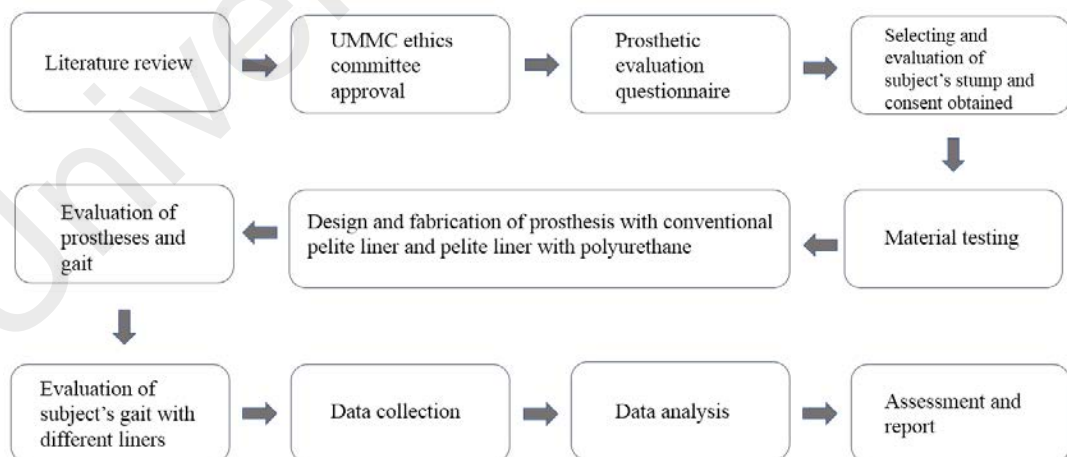 Literature review
UMMC ethics
committee
approval
Prosthetic
evaluation
questionnaire
Selecting and
evaluation of
subject's stump and
consent obtained
Material testing
Design and fabrication of prosthesis with conventional
pelite liner and pelite liner with polyurethane
Evaluation of
prostheses and
gait
Evaluation of
subject's gait with
different liners
Data collection
Data analysis
Assessment and
report
Univer